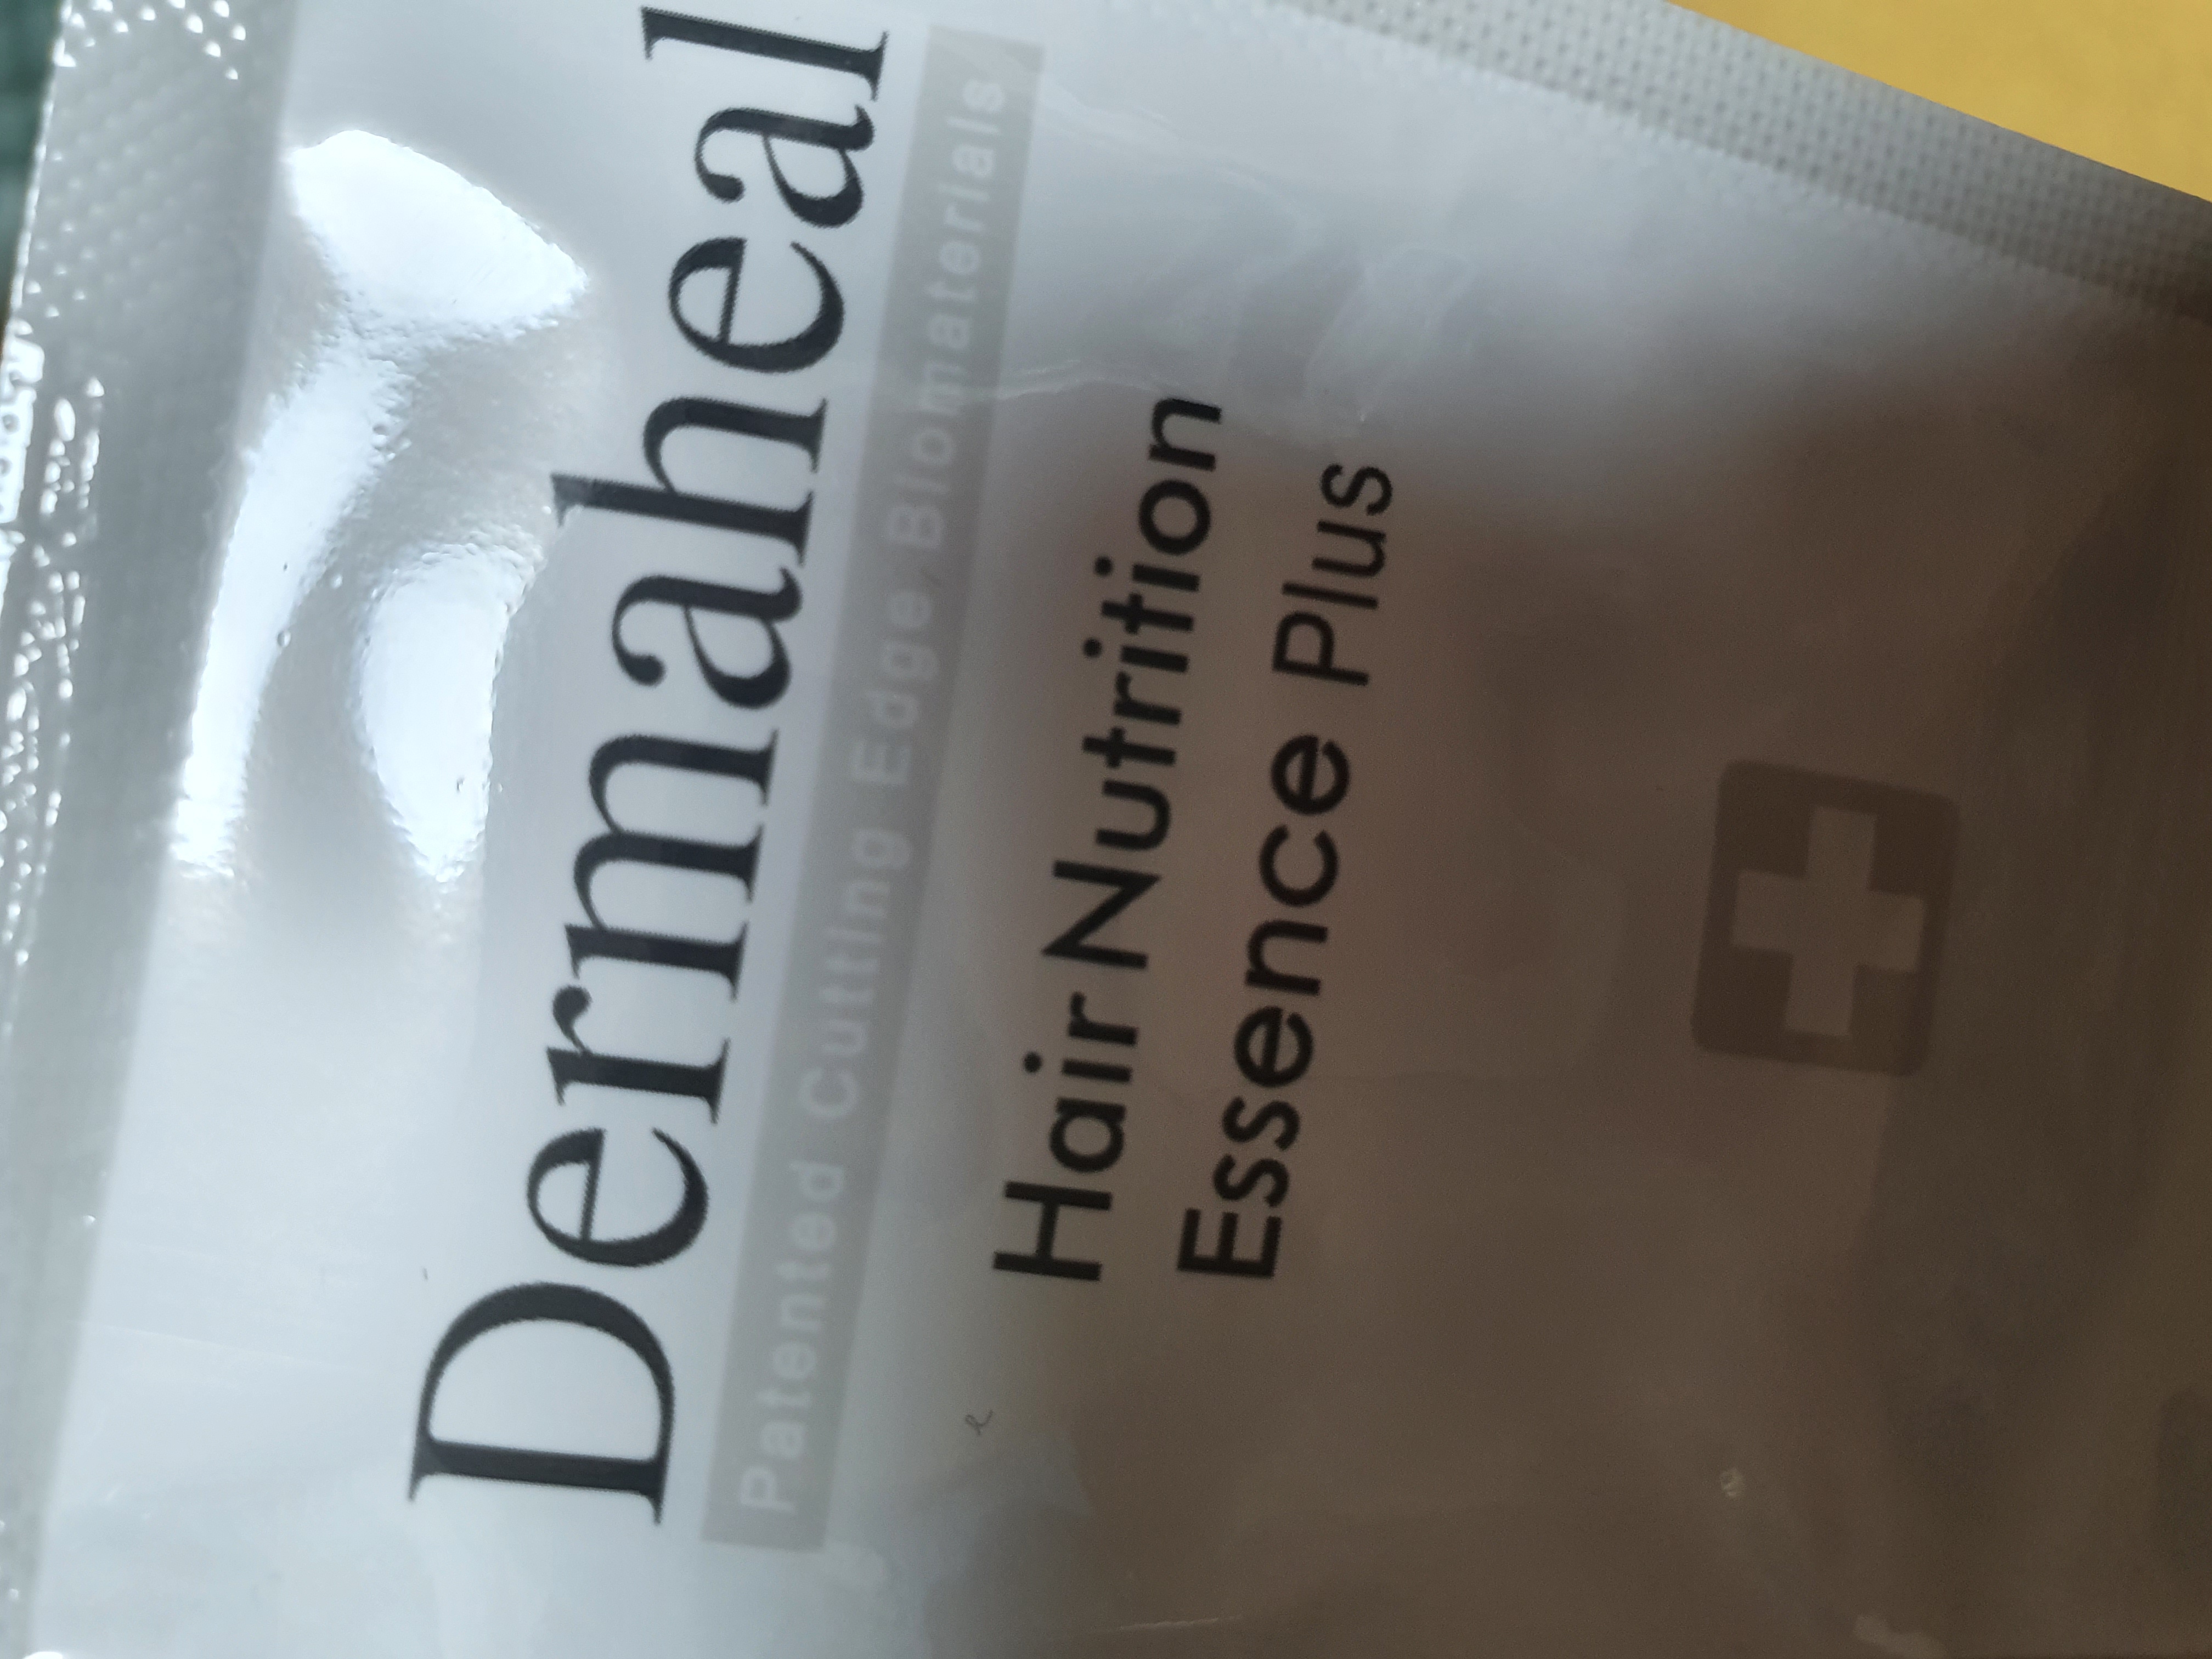 Dermaheal
Patented Cutting Edge Biomaterials
Hair Nutrition
Essence Plus